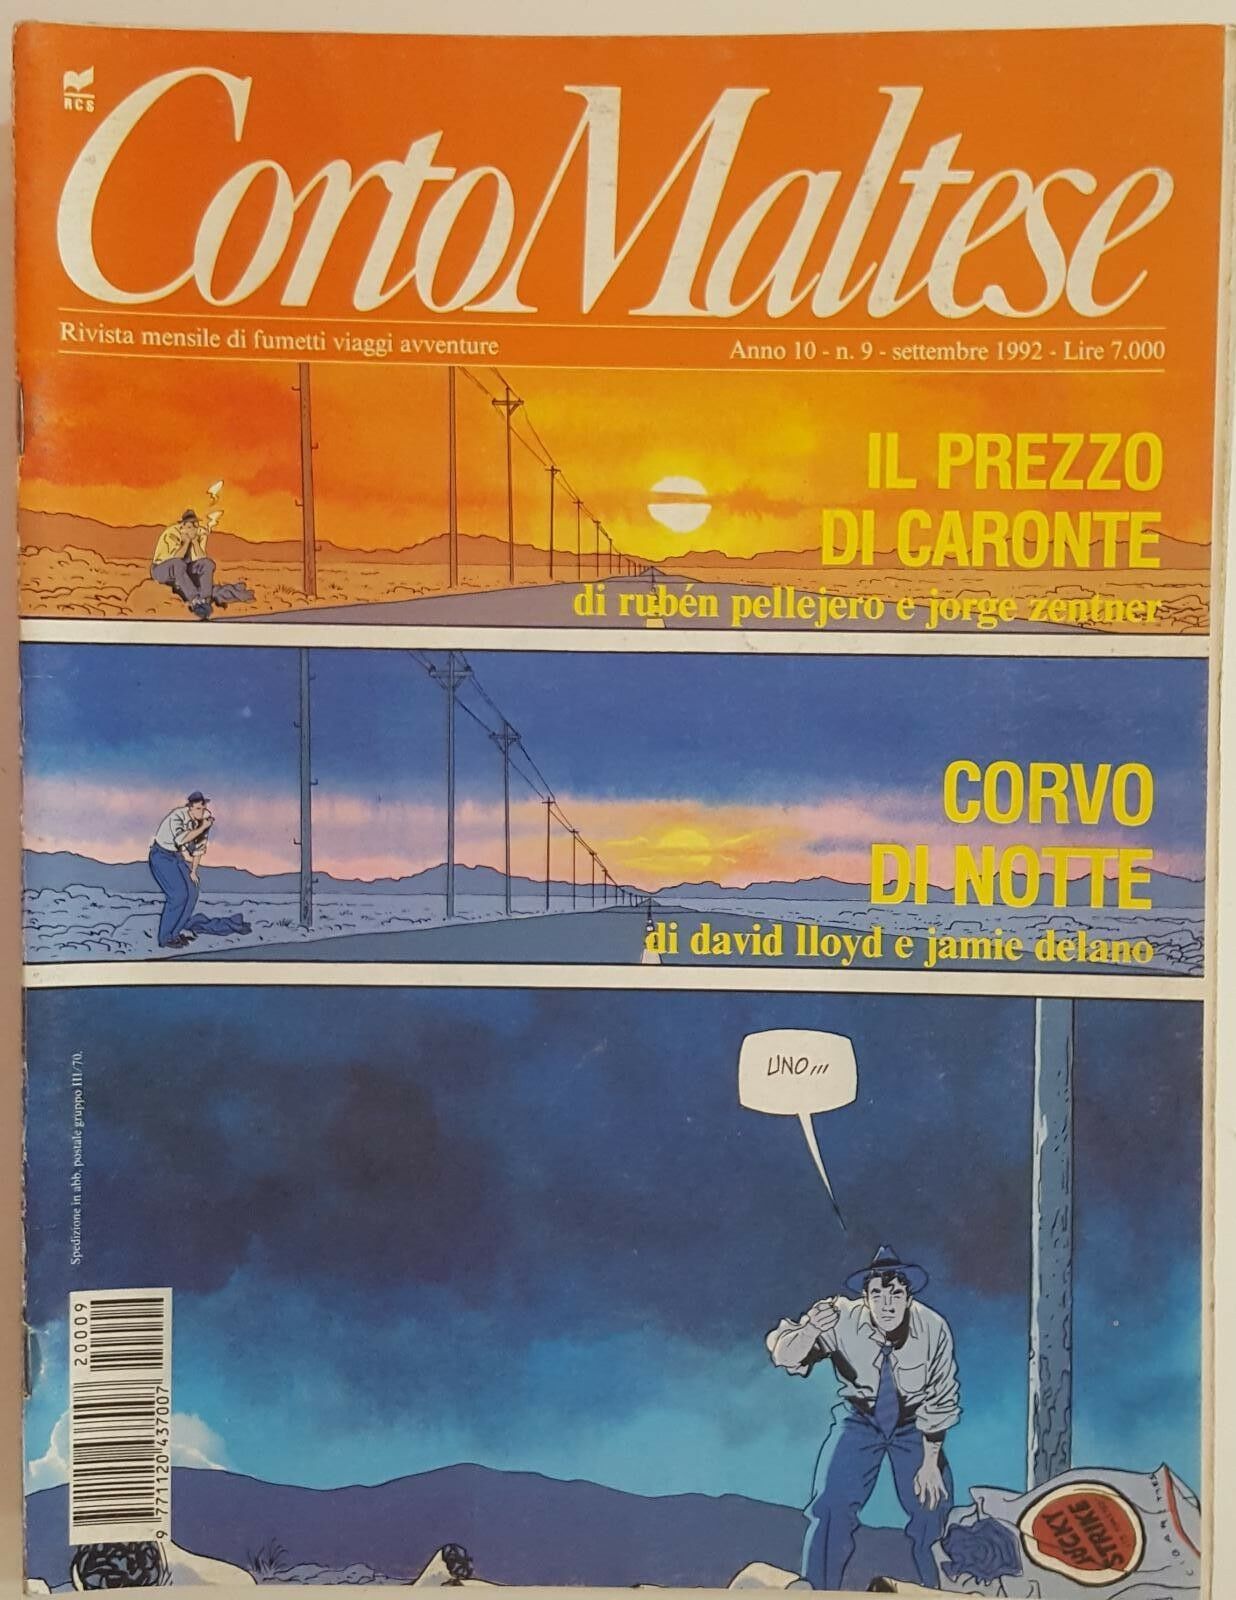 RCS
Corto Maltese
Rivista mensile di fumetti viaggi avventure
Anno 10 - n. 9 - settembre 1992 - Lire 7.000
IL PREZZO
DI CARONTE
di rubén pellejero e jorge zentner
CORVO
DI NOTTE
di david lloyd e jamie delano
UNO...
Spedizione in abb. postale gruppo III/70.
20009
9 771120 437007
LUCKY
STRIKE